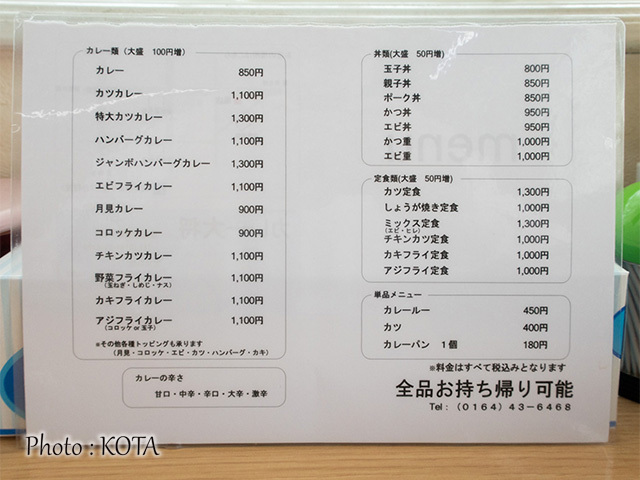 カレー類（大盛　100円増）
カレー　850円
カツカレー　1,100円
特大カツカレー　1,300円
ハンバーグカレー　1,100円
ジャンボハンバーグカレー　1,300円
エビフライカレー　1,100円
月見カレー　900円
コロッケカレー　900円
チキンカツカレー　1,100円
野菜フライカレー　1,100円
（玉ねぎ・しめじ・ナス）
カキフライカレー　1,100円
アジフライカレー　1,100円
（コロッケor玉子）
※その他各種トッピングも承ります
（月見・コロッケ・エビ・カツ・ハンバーグ・カキ）
カレーの辛さ
甘口・中辛・辛口・大辛・激辛
丼類(大盛　50円増)
玉子丼　800円
親子丼　850円
ポーク丼　850円
かつ丼　950円
エビ丼　950円
かつ重　1,000円
エビ重　1,000円
定食類(大盛　50円増)
カツ定食　1,300円
しょうが焼き定食　1,000円
ミックス定食　1,300円
（エビ・ヒレ）
チキンカツ定食　1,000円
カキフライ定食　1,000円
アジフライ定食　1,000円
単品メニュー
カレールー　450円
カツ　400円
カレーパン　1個　180円
※料金はすべて税込みとなります
全品お持ち帰り可能
Tel：（0164）43-6468
Photo : KOTA